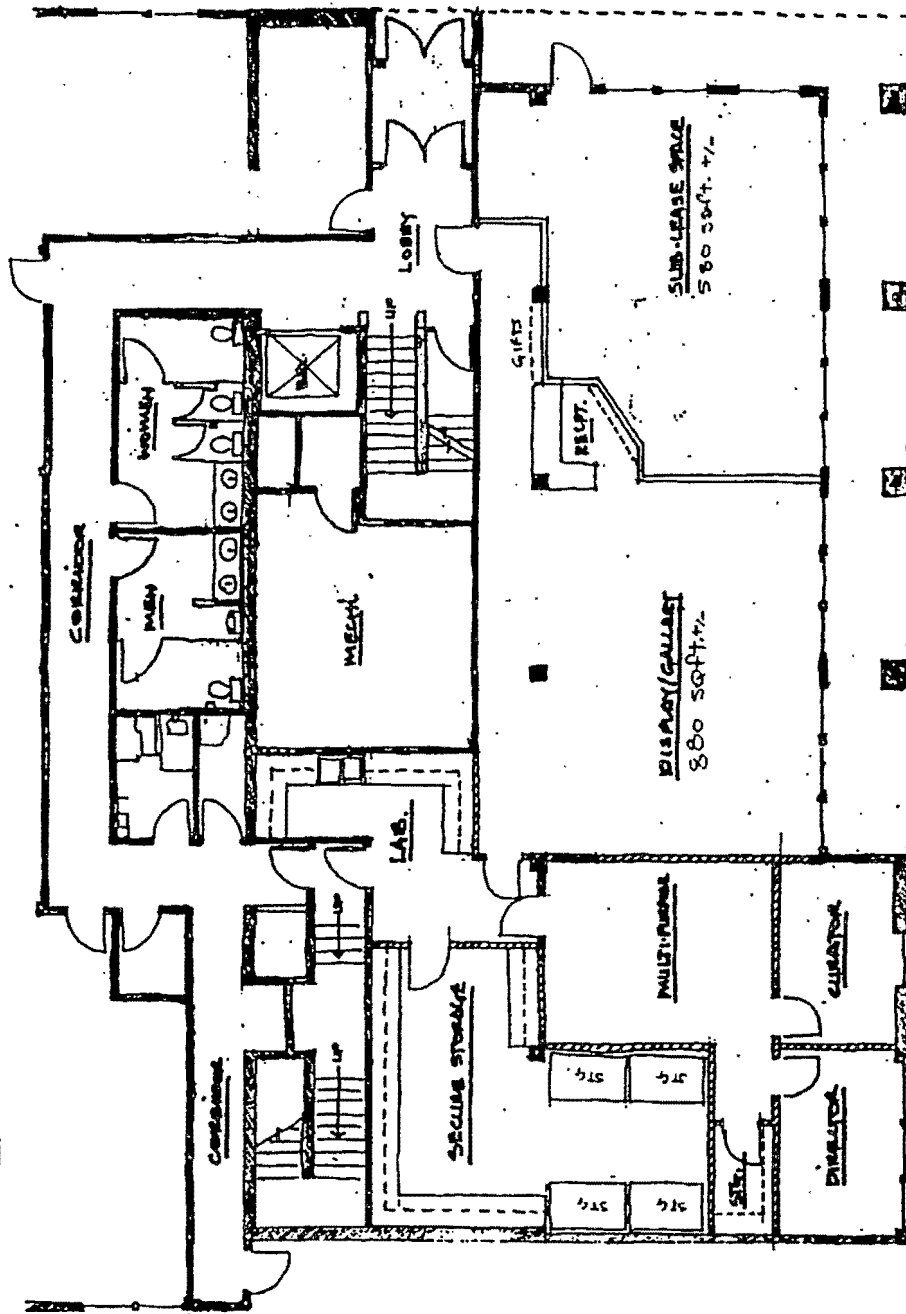 CORRIDOR
WOMEN
MEN
LOBBY
UP
MECH.
GIFTS
RECPT.
SUB-LEASE SPACE
580 sqft. +/-
DISPLAY/GALLERY
880 sqft. +/-
LAB.
UP
UP
CORRIDOR
SECURE STORAGE
MULTI-PURPOSE
CURATOR
DIRECTOR
STG.
STG.
STG
STG
STG.